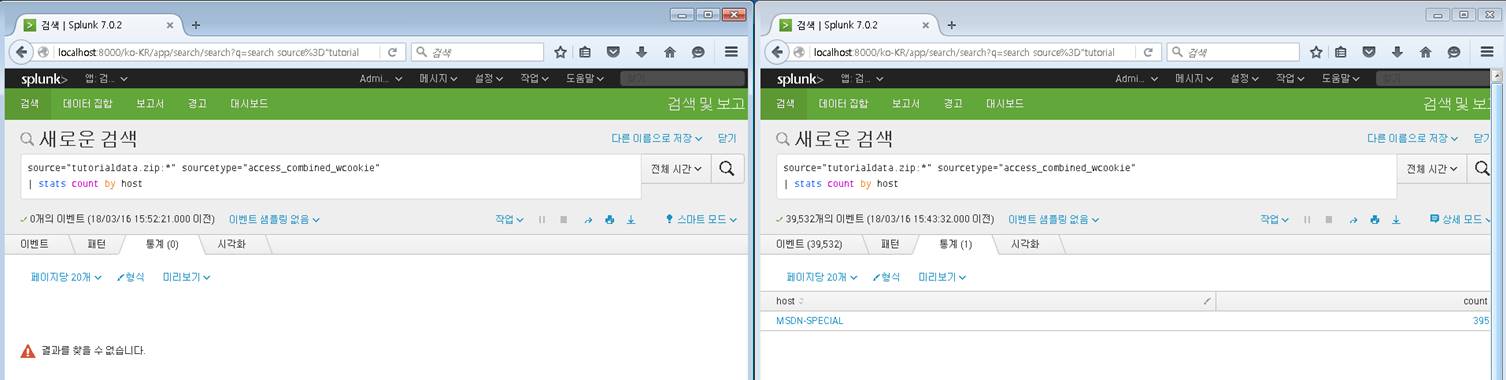 검색 | Splunk 7.0.2
localhost:8000/ko-KR/app/search/search?q=search source%3D"tutorial
검색
splunk> 앱: 검... Admi... 메시지 설정 작업 도움말
검색 데이터 집합 보고서 경고 대시보드 검색 및 보고
새로운 검색 다른 이름으로 저장 닫기
source="tutorialdata.zip:*" sourcetype="access_combined_wcookie" 전체 시간
| stats count by host
0개의 이벤트 (18/03/16 15:52:21.000 이전) 이벤트 샘플링 없음 작업 스마트 모드
이벤트 패턴 통계 (0) 시각화
페이지당 20개 형식 미리보기
결과를 찾을 수 없습니다.
검색 | Splunk 7.0.2
localhost:8000/ko-KR/app/search/search?q=search source%3D"tutorial
검색
splunk> 앱: 검... Admi... 메시지 설정 작업 도움말
검색 데이터 집합 보고서 경고 대시보드 검색 및 보고
새로운 검색 다른 이름으로 저장 닫기
source="tutorialdata.zip:*" sourcetype="access_combined_wcookie" 전체 시간
| stats count by host
39,532개의 이벤트 (18/03/16 15:43:32.000 이전) 이벤트 샘플링 없음 작업 상세 모드
이벤트 (39,532) 패턴 통계 (1) 시각화
페이지당 20개 형식 미리보기
host count
MSDN-SPECIAL 395